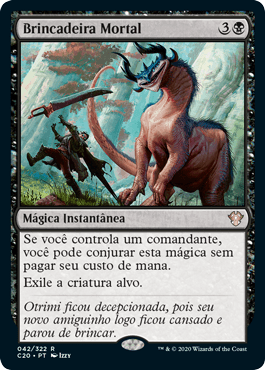 Brincadeira Mortal 3
Mágica Instantânea
Se você controla um comandante,
você pode conjurar esta mágica sem
pagar seu custo de mana.
Exile a criatura alvo.
Otrimi ficou decepcionada, pois seu
novo amiguinho logo ficou cansado e
parou de brincar.
042/322 R
C20 • PT Izzy
™ & © 2020 Wizards of the Coast